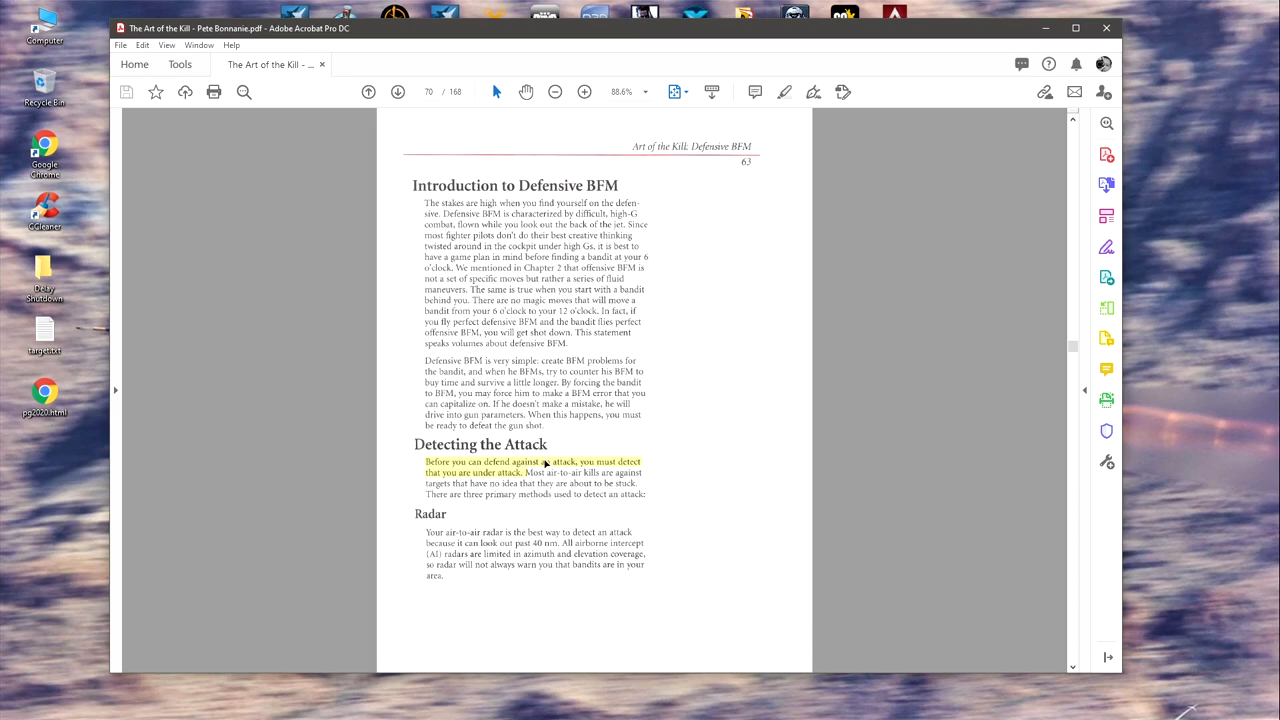 The Art of the Kill - Pete Bonnanie.pdf - Adobe Acrobat Pro DC
File Edit View Window Help
Home Tools The Art of the Kill - ... ×
70 / 168 88.6%
Computer
Recycle Bin
Google
Chrome
CCleaner
Delay
Shutdown
target.txt
pg2020.html
Art of the Kill: Defensive BFM
63
Introduction to Defensive BFM
The stakes are high when you find yourself on the defen-
sive. Defensive BFM is characterized by difficult, high-G
combat, flown while you look out the back of the jet. Since
most fighter pilots don't do their best creative thinking
twisted around in the cockpit under high Gs, it is best to
have a game plan in mind before finding a bandit at your 6
o'clock. We mentioned in Chapter 2 that offensive BFM is
not a set of specific moves but rather a series of fluid
maneuvers. The same is true when you start with a bandit
behind you. There are no magic moves that will move a
bandit from your 6 o'clock to your 12 o'clock. In fact, if
you fly perfect defensive BFM and the bandit flies perfect
offensive BFM, you will get shot down. This statement
speaks volumes about defensive BFM.
Defensive BFM is very simple: create BFM problems for
the bandit, and when he BFMs, try to counter his BFM to
buy time and survive a little longer. By forcing the bandit
to BFM, you may force him to make a BFM error that you
can capitalize on. If he doesn't make a mistake, he will
drive into gun parameters. When this happens, you must
be ready to defeat the gun shot.
Detecting the Attack
Before you can defend against an attack, you must detect
that you are under attack. Most air-to-air kills are against
targets that have no idea that they are about to be stuck.
There are three primary methods used to detect an attack:
Radar
Your air-to-air radar is the best way to detect an attack
because it can look out past 40 nm. All airborne intercept
(AI) radars are limited in azimuth and elevation coverage,
so radar will not always warn you that bandits are in your
area.